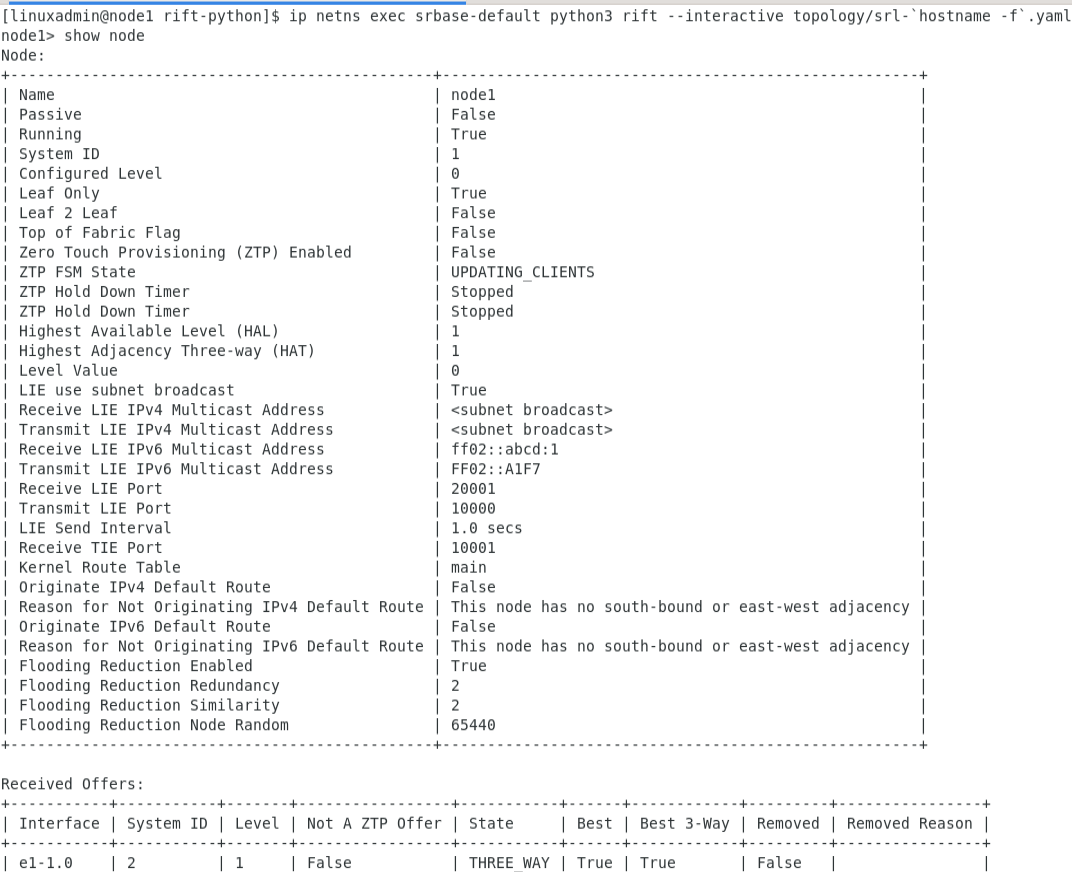 [linuxadmin@node1 rift-python]$ ip netns exec srbase-default python3 rift --interactive topology/srl-`hostname -f`.yaml
node1> show node
Node:
+-----------------------------------------------+-----------------------------------------------------+
| Name | node1 |
| Passive | False |
| Running | True |
| System ID | 1 |
| Configured Level | 0 |
| Leaf Only | True |
| Leaf 2 Leaf | False |
| Top of Fabric Flag | False |
| Zero Touch Provisioning (ZTP) Enabled | False |
| ZTP FSM State | UPDATING_CLIENTS |
| ZTP Hold Down Timer | Stopped |
| ZTP Hold Down Timer | Stopped |
| Highest Available Level (HAL) | 1 |
| Highest Adjacency Three-way (HAT) | 1 |
| Level Value | 0 |
| LIE use subnet broadcast | True |
| Receive LIE IPv4 Multicast Address | <subnet broadcast> |
| Transmit LIE IPv4 Multicast Address | <subnet broadcast> |
| Receive LIE IPv6 Multicast Address | ff02::abcd:1 |
| Transmit LIE IPv6 Multicast Address | FF02::A1F7 |
| Receive LIE Port | 20001 |
| Transmit LIE Port | 10000 |
| LIE Send Interval | 1.0 secs |
| Receive TIE Port | 10001 |
| Kernel Route Table | main |
| Originate IPv4 Default Route | False |
| Reason for Not Originating IPv4 Default Route | This node has no south-bound or east-west adjacency |
| Originate IPv6 Default Route | False |
| Reason for Not Originating IPv6 Default Route | This node has no south-bound or east-west adjacency |
| Flooding Reduction Enabled | True |
| Flooding Reduction Redundancy | 2 |
| Flooding Reduction Similarity | 2 |
| Flooding Reduction Node Random | 65440 |
+-----------------------------------------------+-----------------------------------------------------+
Received Offers:
+-----------+-----------+-------+-----------------+-----------+------+------------+---------+----------------+
| Interface | System ID | Level | Not A ZTP Offer | State | Best | Best 3-Way | Removed | Removed Reason |
+-----------+-----------+-------+-----------------+-----------+------+------------+---------+----------------+
| e1-1.0 | 2 | 1 | False | THREE_WAY | True | True | False | |